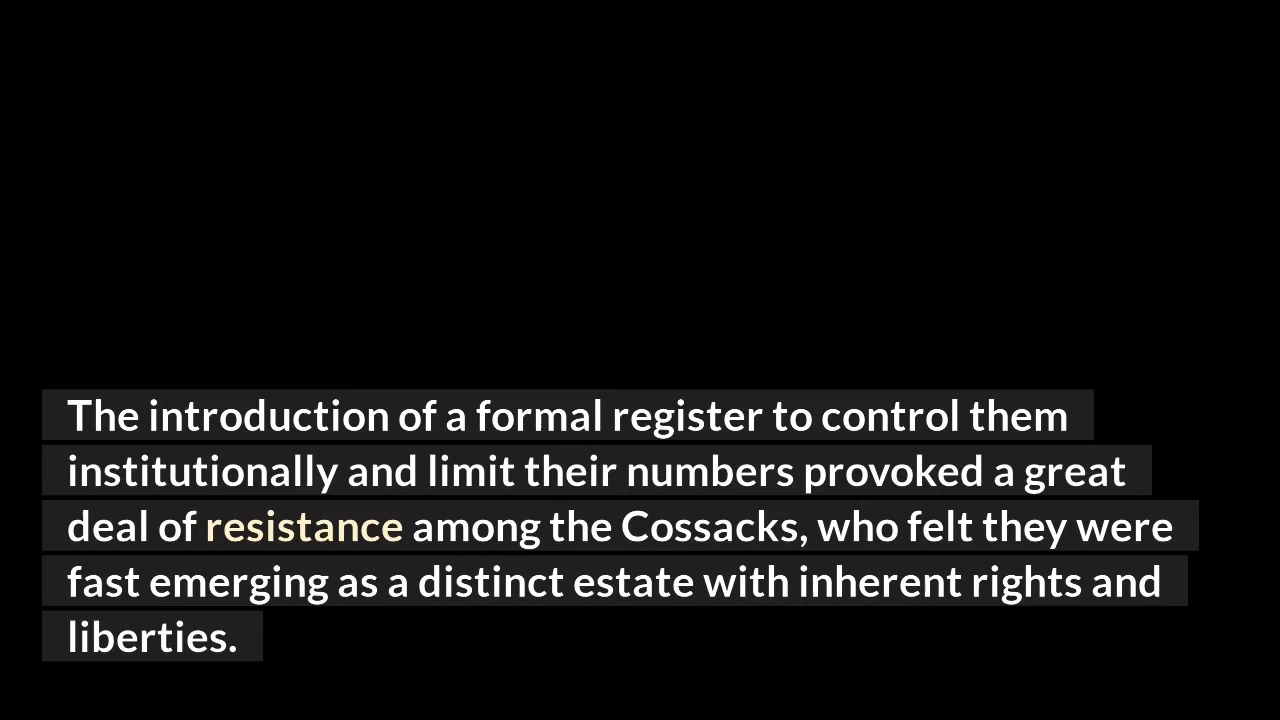 The introduction of a formal register to control them
institutionally and limit their numbers provoked a great
deal of resistance among the Cossacks, who felt they were
fast emerging as a distinct estate with inherent rights and
liberties.